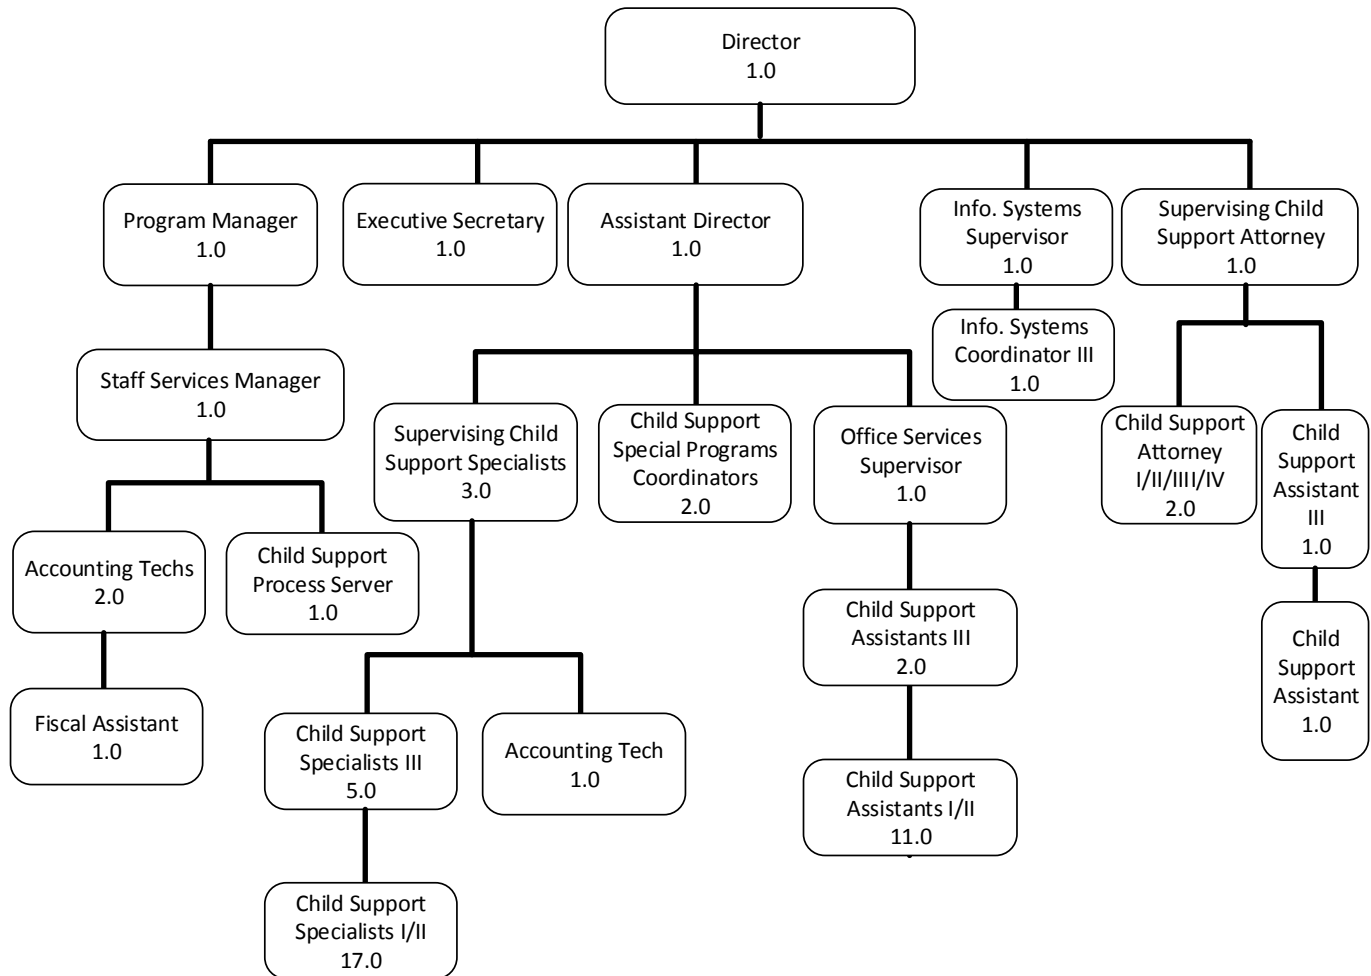 Director
1.0
Program Manager
1.0
Executive Secretary
1.0
Assistant Director
1.0
Info. Systems
Supervisor
1.0
Supervising Child
Support Attorney
1.0
Info. Systems
Coordinator III
1.0
Staff Services Manager
1.0
Supervising Child
Support Specialists
3.0
Child Support
Special Programs
Coordinators
2.0
Office Services
Supervisor
1.0
Child Support
Attorney
I/II/IIII/IV
2.0
Child
Support
Assistant
III
1.0
Accounting Techs
2.0
Child Support
Process Server
1.0
Child Support
Assistants III
2.0
Child
Support
Assistant
1.0
Fiscal Assistant
1.0
Child Support
Specialists III
5.0
Accounting Tech
1.0
Child Support
Assistants I/II
11.0
Child Support
Specialists I/II
17.0